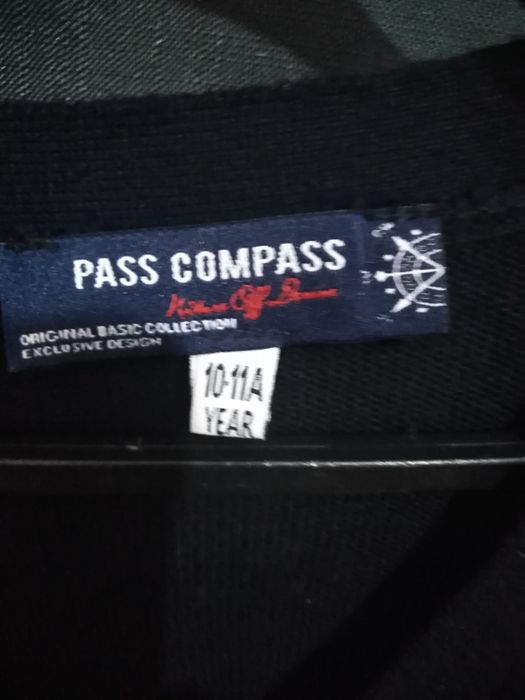 PASS COMPASS
ORIGINAL BASIC COLLECTION
EXCLUSIVE DESIGN
10-11A
YEAR